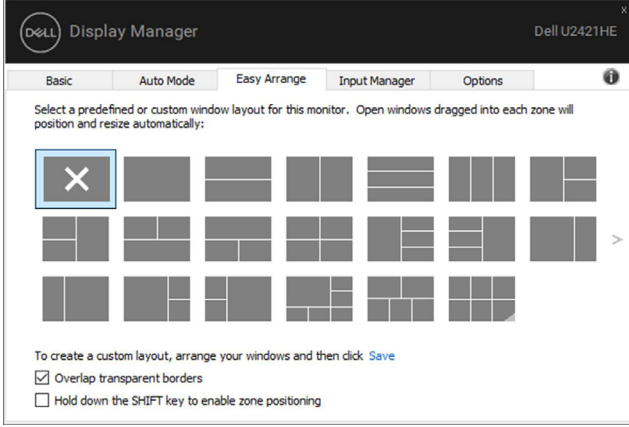 x
DELL Display Manager Dell U2421HE
Basic Auto Mode Easy Arrange Input Manager Options i
Select a predefined or custom window layout for this monitor. Open windows dragged into each zone will
position and resize automatically:
>
To create a custom layout, arrange your windows and then click Save
Overlap transparent borders
Hold down the SHIFT key to enable zone positioning